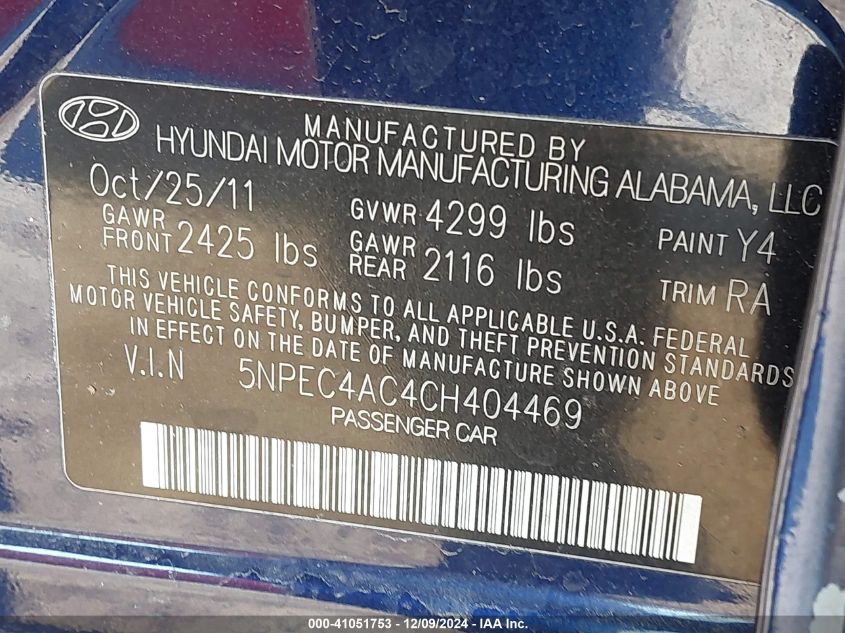 MANUFACTURED BY
HYUNDAI MOTOR MANUFACTURING ALABAMA, LLC
Oct/25/11 GVWR 4299 lbs PAINT Y4
GAWR FRONT 2425 lbs GAWR REAR 2116 lbs TRIM RA
THIS VEHICLE CONFORMS TO ALL APPLICABLE U.S.A. FEDERAL
MOTOR VEHICLE SAFETY, BUMPER, AND THEFT PREVENTION STANDARDS
IN EFFECT ON THE DATE OF MANUFACTURE SHOWN ABOVE
V.I.N 5NPEC4AC4CH404469
PASSENGER CAR
000-41051753 - 12/09/2024 - © IAA, Inc.